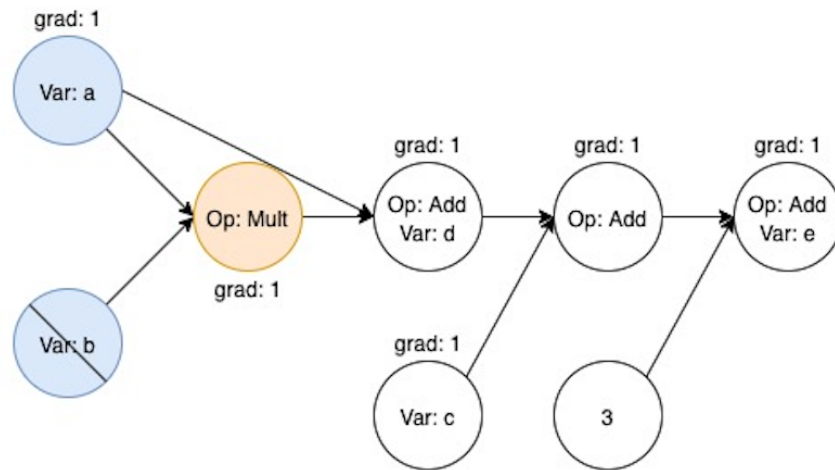 grad: 1
Var: a
grad: 1
grad: 1
grad: 1
Op: Mult
Op: Add
Var: d
Op: Add
Op: Add
Var: e
grad: 1
Var: b
grad: 1
Var: c
3